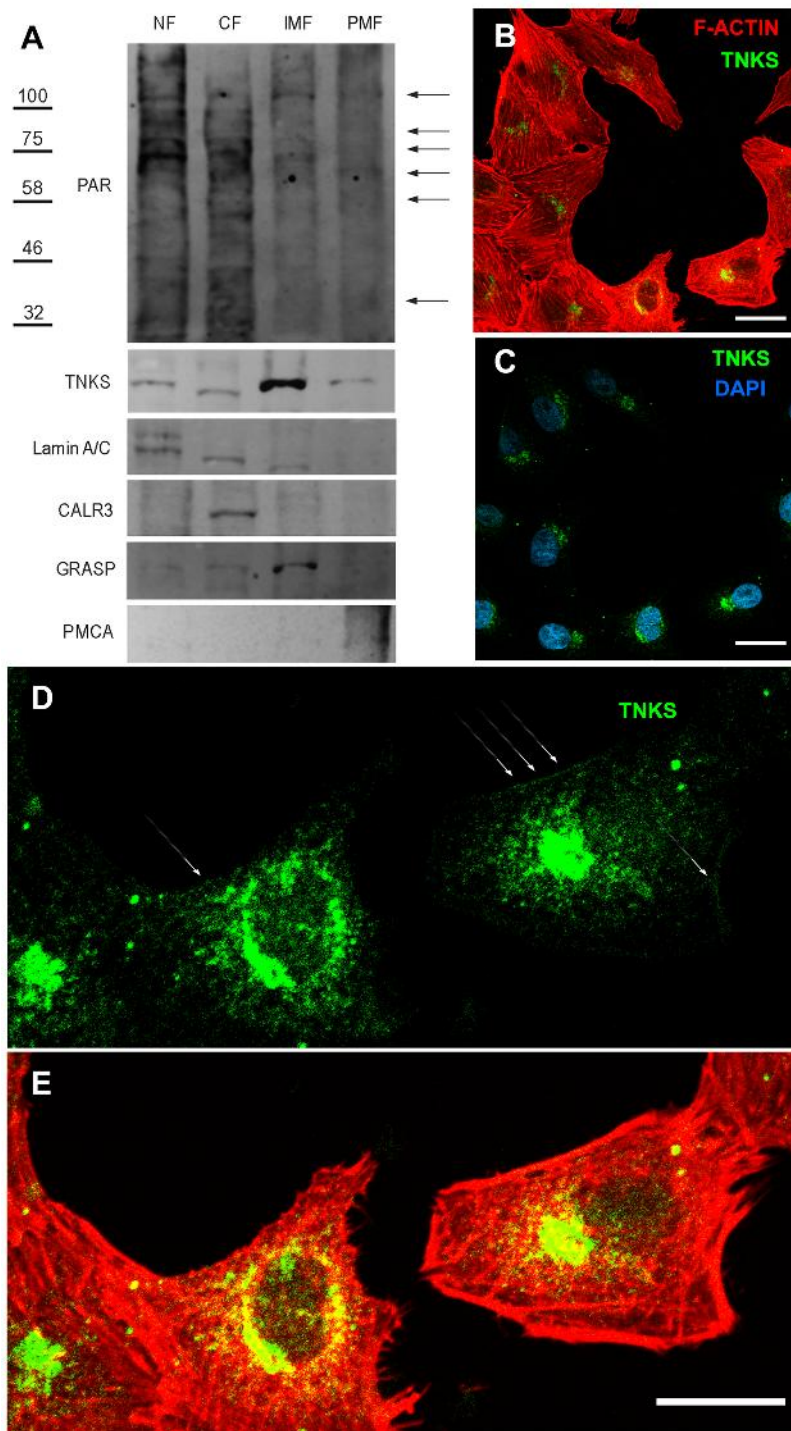 A
NF CF IMF PMF
100
75
58
46
32
PAR
TNKS
Lamin A/C
CALR3
GRASP
PMCA
B
F-ACTIN
TNKS
C
TNKS
DAPI
D
TNKS
E